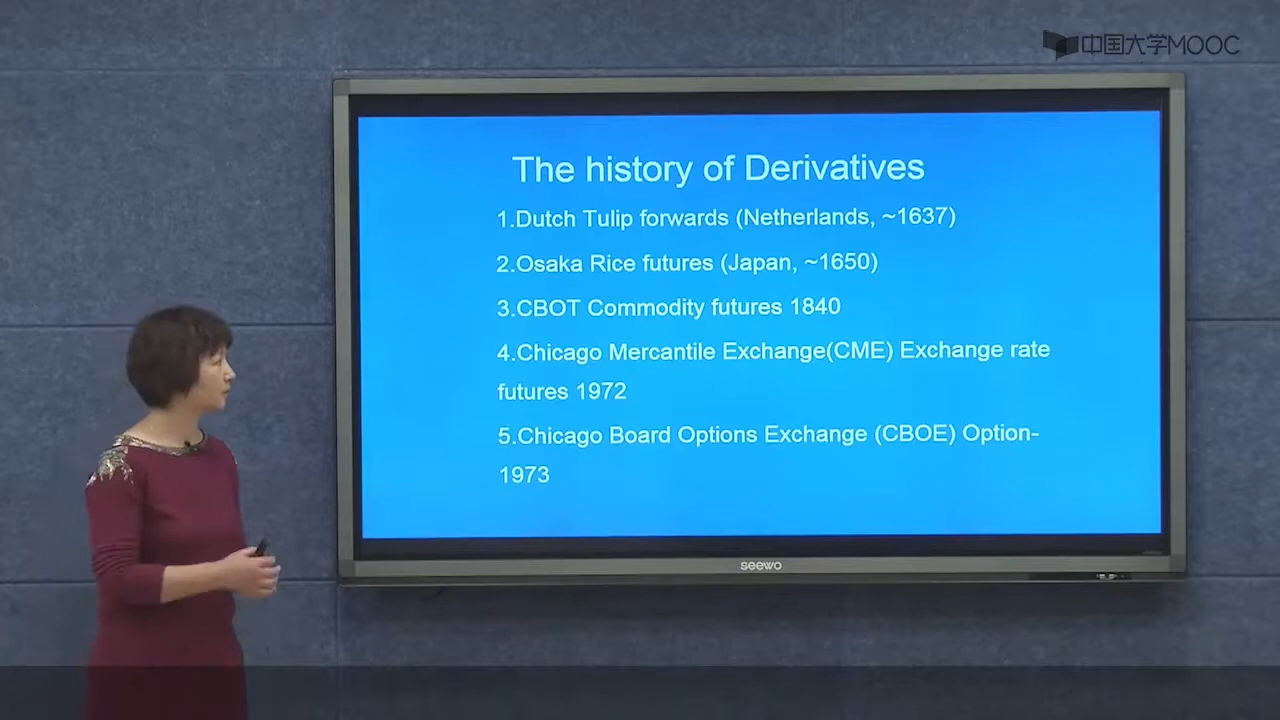 中国大学MOOC
The history of Derivatives
1.Dutch Tulip forwards (Netherlands, ~1637)
2.Osaka Rice futures (Japan, ~1650)
3.CBOT Commodity futures 1840
4.Chicago Mercantile Exchange(CME) Exchange rate
futures 1972
5.Chicago Board Options Exchange (CBOE) Option-
1973
seewo